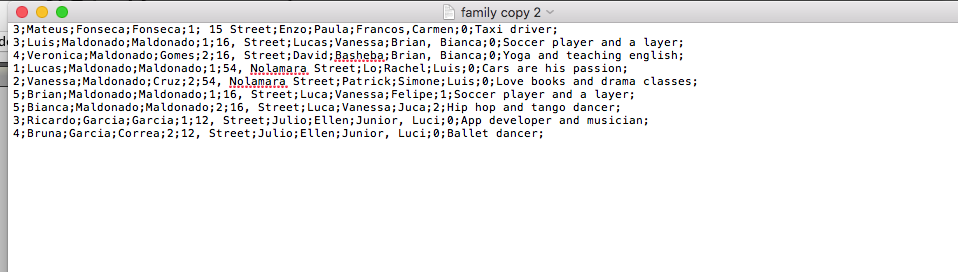 family copy 2
3;Mateus;Fonseca;Fonseca;1; 15 Street;Enzo;Paula;Francos,Carmen;0;Taxi driver;
3;Luis;Maldonado;Maldonado;1;16, Street;Lucas;Vanessa;Brian, Bianca;0;Soccer player and a layer;
4;Veronica;Maldonado;Gomes;2;16, Street;David;Basheba;Brian, Bianca;0;Yoga and teaching english;
1;Lucas;Maldonado;Maldonado;1;54, Nolamara Street;Lo;Rachel;Luis;0;Cars are his passion;
2;Vanessa;Maldonado;Cruz;2;54, Nolamara Street;Patrick;Simone;Luis;0;Love books and drama classes;
5;Brian;Maldonado;Maldonado;1;16, Street;Luca;Vanessa;Felipe;1;Soccer player and a layer;
5;Bianca;Maldonado;Maldonado;2;16, Street;Luca;Vanessa;Juca;2;Hip hop and tango dancer;
3;Ricardo;Garcia;Garcia;1;12, Street;Julio;Ellen;Junior, Luci;0;App developer and musician;
4;Bruna;Garcia;Correa;2;12, Street;Julio;Ellen;Junior, Luci;0;Ballet dancer;